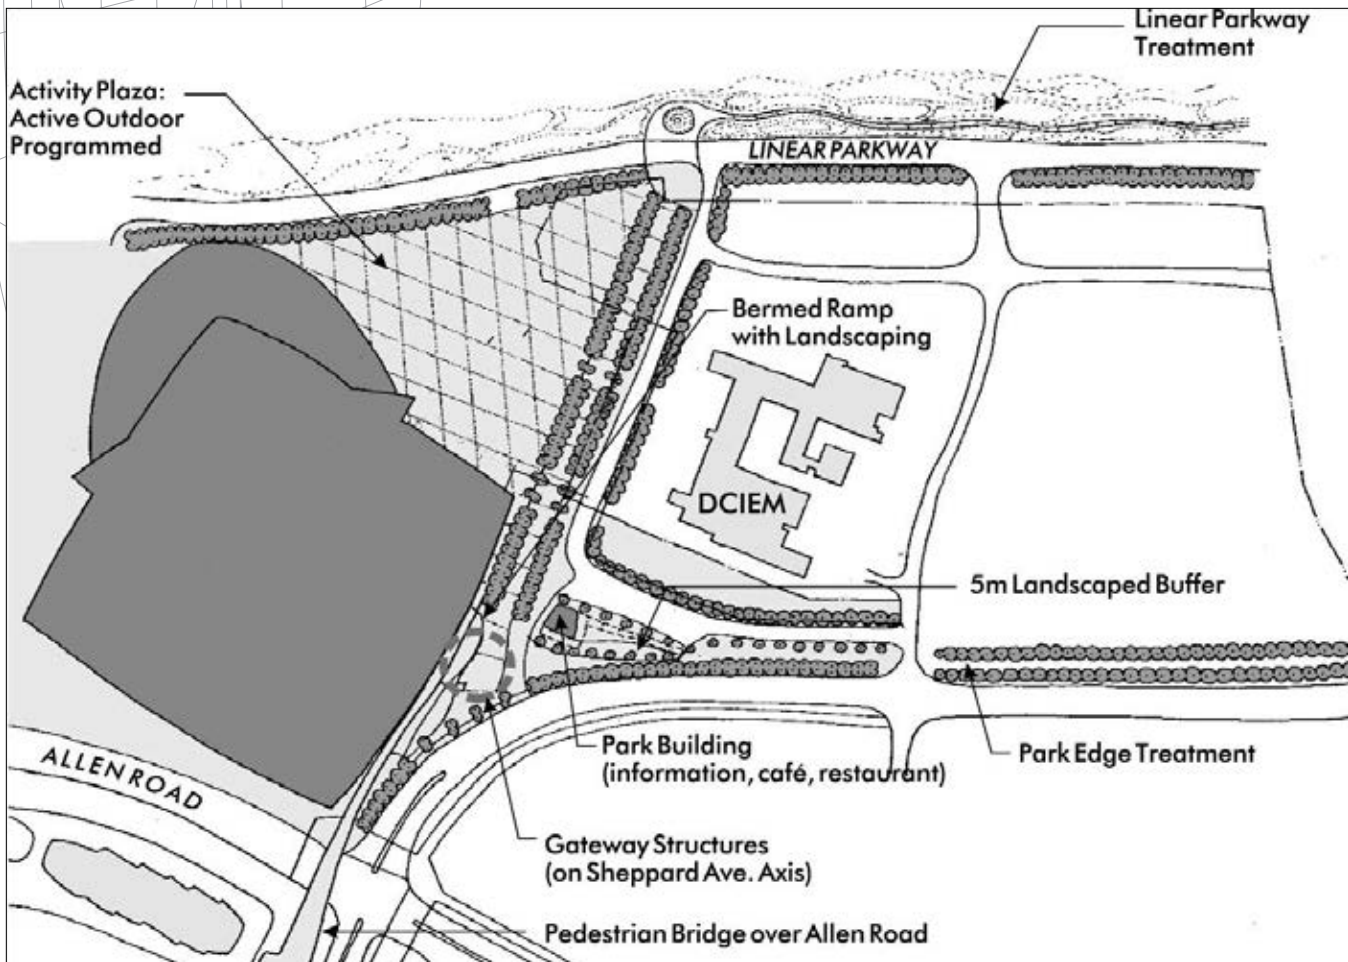 Linear Parkway
Treatment
Activity Plaza:
Active Outdoor
Programmed
LINEAR PARKWAY
Bermed Ramp
with Landscaping
DCIEM
5m Landscaped Buffer
Park Building
(information, café, restaurant)
Park Edge Treatment
ALLEN ROAD
Gateway Structures
(on Sheppard Ave. Axis)
Pedestrian Bridge over Allen Road